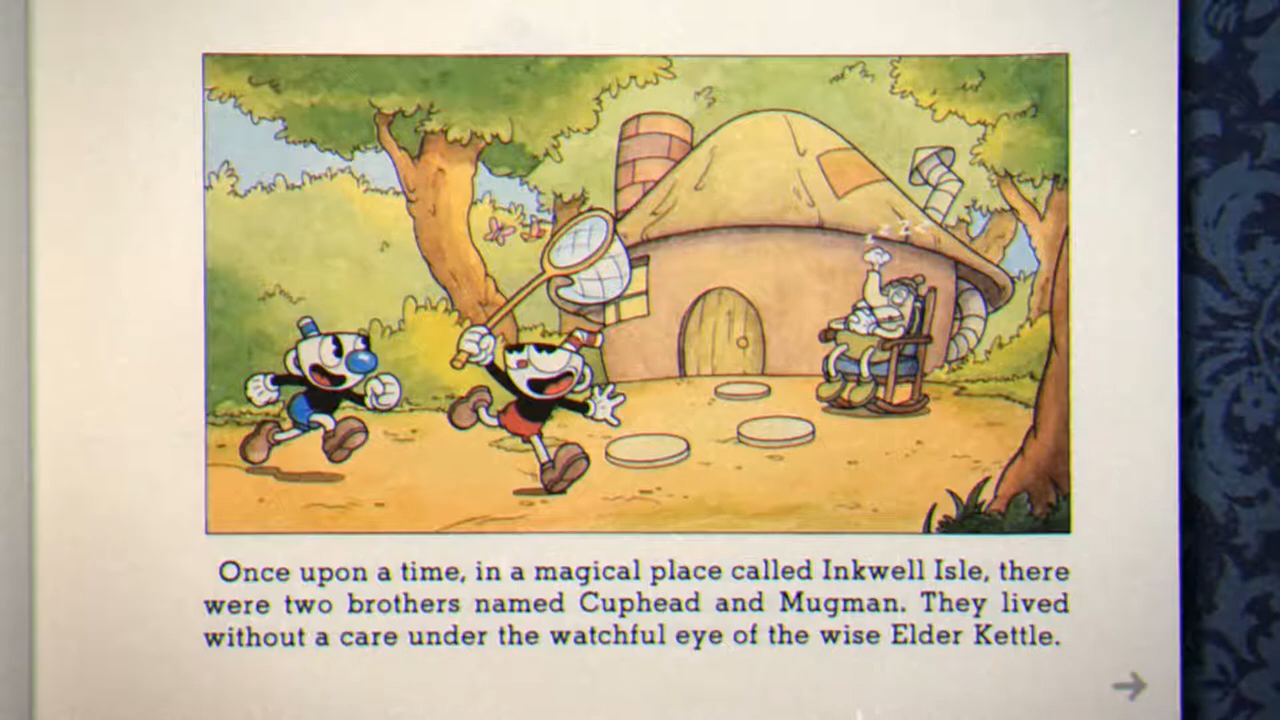 z z z z
Once upon a time, in a magical place called Inkwell Isle, there
were two brothers named Cuphead and Mugman. They lived
without a care under the watchful eye of the wise Elder Kettle.